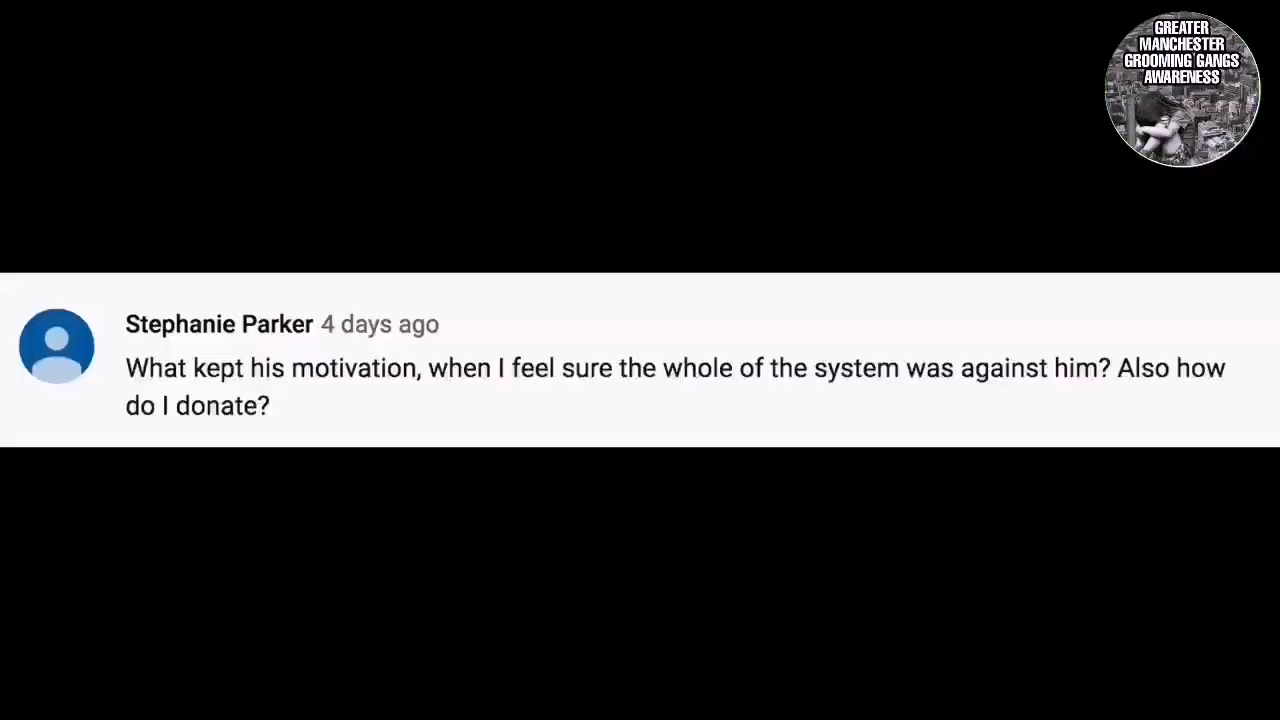 GREATER
MANCHESTER
GROOMING GANGS
AWARENESS
Stephanie Parker 4 days ago
What kept his motivation, when I feel sure the whole of the system was against him? Also how
do I donate?